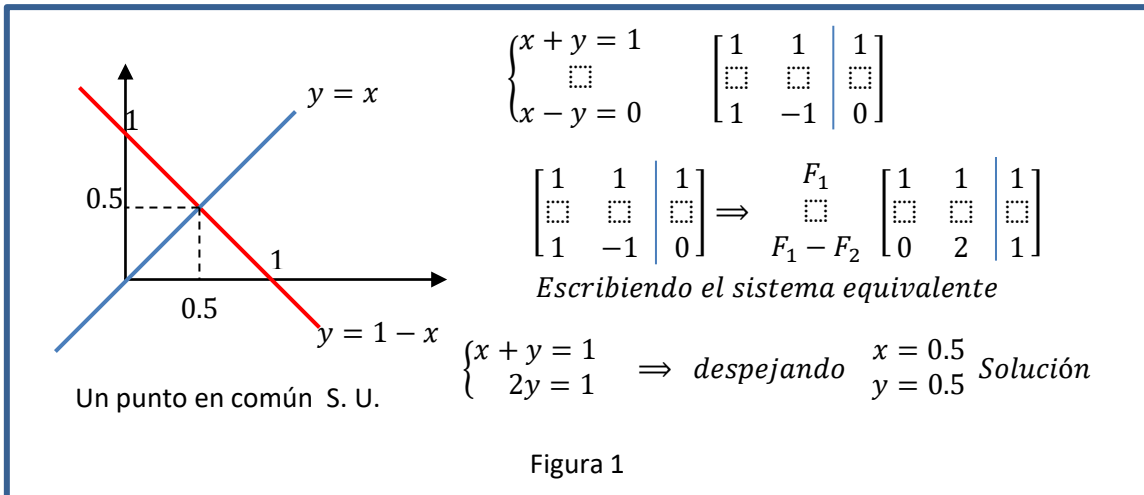 1
y = x
0.5
1
0.5
y = 1 − x
Un punto en común S. U.
{x + y = 1
x − y = 0
[1 1 | 1]
[1 −1 | 0]
[1 1 | 1] ⟹ F₁ [1 1 | 1]
[1 −1 | 0] F₁ − F₂ [0 2 | 1]
Escribiendo el sistema equivalente
{x + y = 1 ⟹ despejando x = 0.5 Solución
2y = 1 y = 0.5
Figura 1